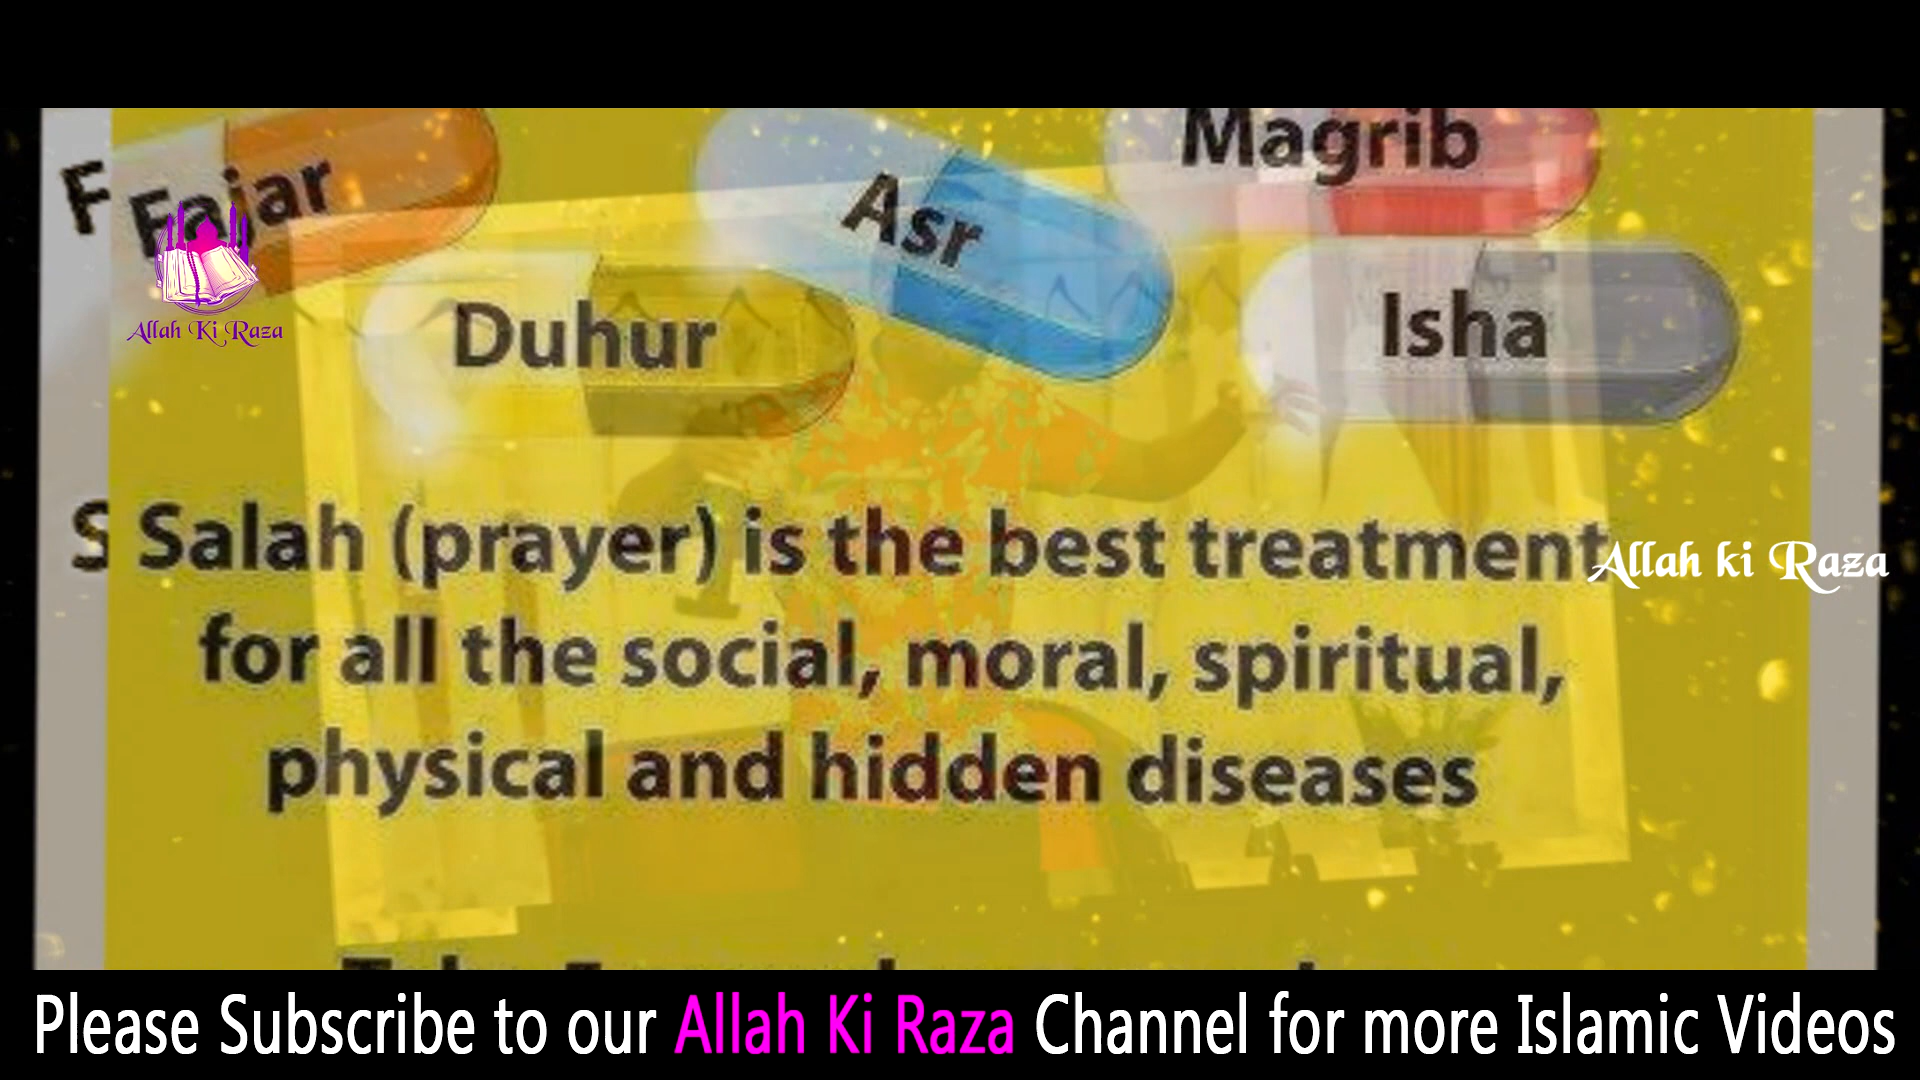 Magrib
F
Fajar
Asr
Duhur
Isha
Allah Ki Raza
S
Salah (prayer) is the best treatment
Allah ki Raza
for all the social, moral, spiritual,
physical and hidden diseases
Please Subscribe to our Allah Ki Raza Channel for more Islamic Videos